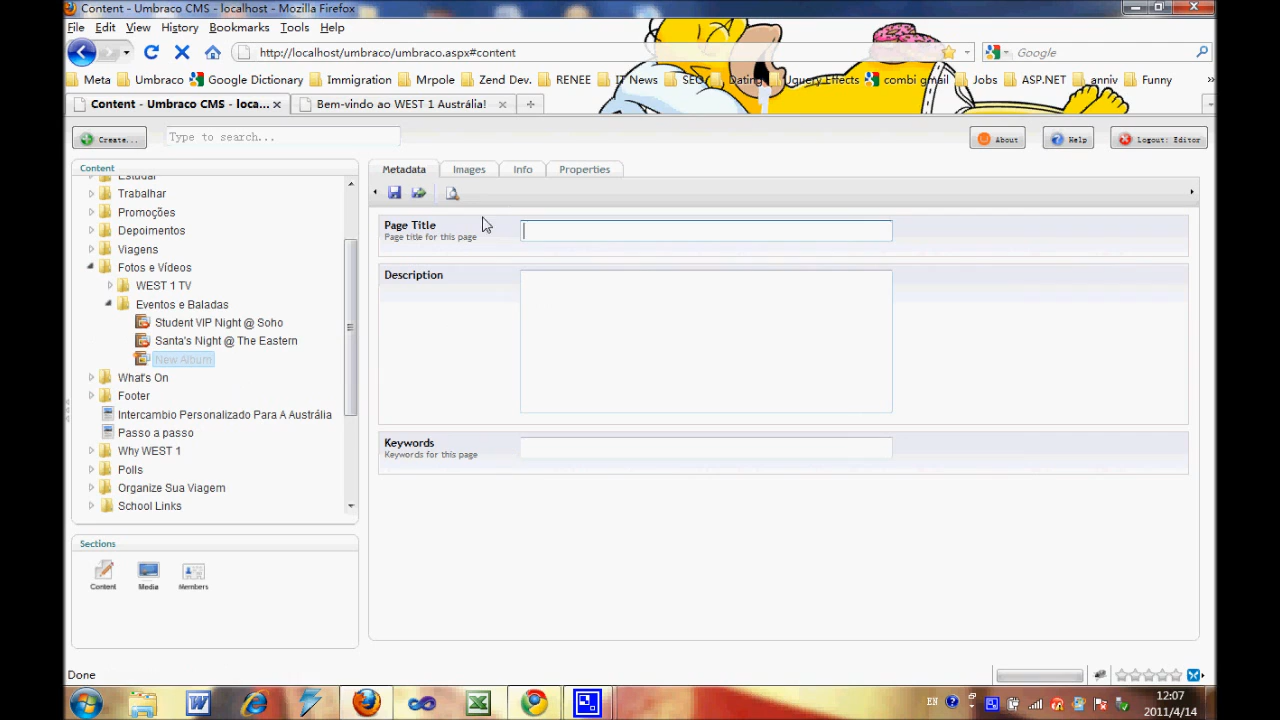 Content - Umbraco CMS - localhost - Mozilla Firefox
File Edit View History Bookmarks Tools Help
http://localhost/umbraco/umbraco.aspx#content
Google
Meta Umbraco Google Dictionary Immigration Mrpole Zend Dev. RENEE IT News SEO Dating Jquery Effects combi gmail Jobs ASP.NET anniv Funny »
Content - Umbraco CMS - loca... × Bem-vindo ao WEST 1 Austrália! × +
Create... Type to search... About Help Logout: Editor
Content
Estudar
Trabalhar
Promoções
Depoimentos
Viagens
Fotos e Vídeos
WEST 1 TV
Eventos e Baladas
Student VIP Night @ Soho
Santa's Night @ The Eastern
New Album
What's On
Footer
Intercambio Personalizado Para A Austrália
Passo a passo
Why WEST 1
Polls
Organize Sua Viagem
School Links
Sections
Content Media Members
Metadata Images Info Properties
Page Title
Page title for this page
Description
Keywords
Keywords for this page
Done
EN 12:07
2011/4/14